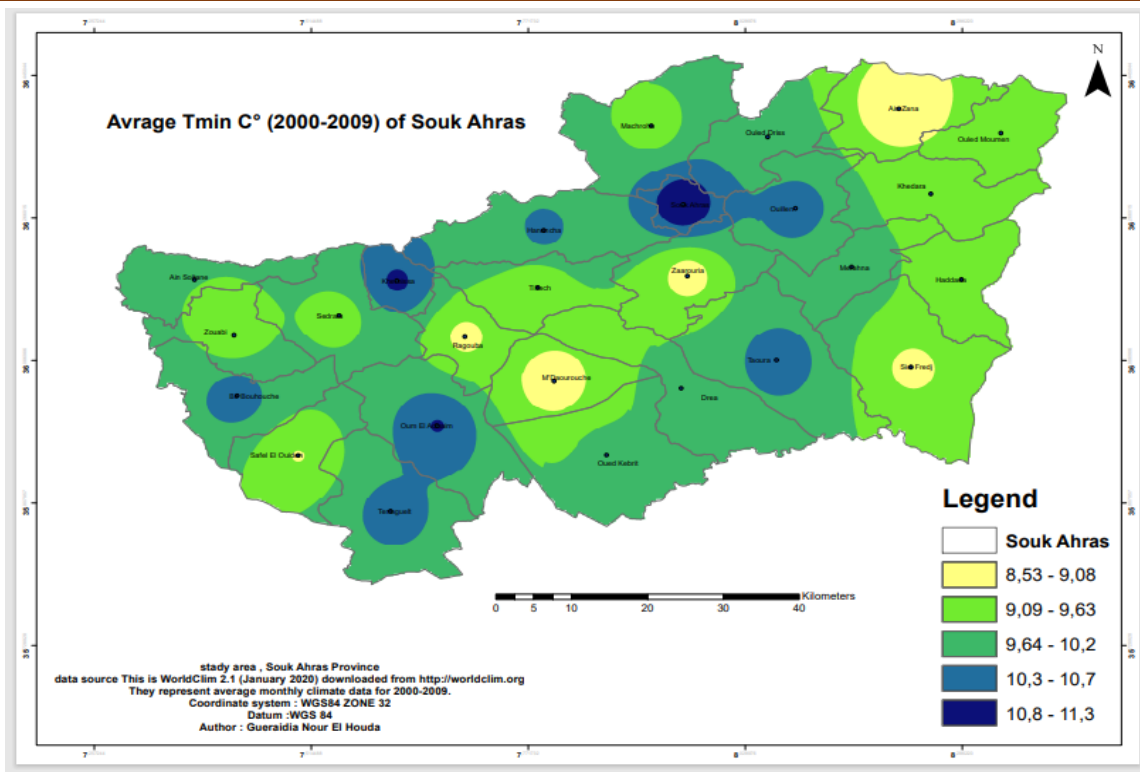 Avrage Tmin C° (2000-2009) of Souk Ahras
N
Ain Zana
Machroha
Ouled Driss
Ouled Moumen
Khedara
Souk Ahras
Ouillen
Hanancha
Zaarouria
Merahna
Haddada
Ain Soltane
Khemissa
Tiffech
Zouabi
Sedrata
Ragouba
M'Daourouche
Taoura
Sidi Fredj
Bir Bouhouche
Drea
Oum El Adhaim
Safel El Ouiden
Oued Kebrit
Terraguelt
Legend
Souk Ahras
8,53 - 9,08
9,09 - 9,63
9,64 - 10,2
10,3 - 10,7
10,8 - 11,3
Kilometers
0 5 10 20 30 40
study area , Souk Ahras Province
data source This is WorldClim 2.1 (January 2020) downloaded from http://worldclim.org
They represent average monthly climate data for 2000-2009.
Coordinate system : WGS84 ZONE 32
Datum :WGS 84
Author : Gueraidia Nour El Houda